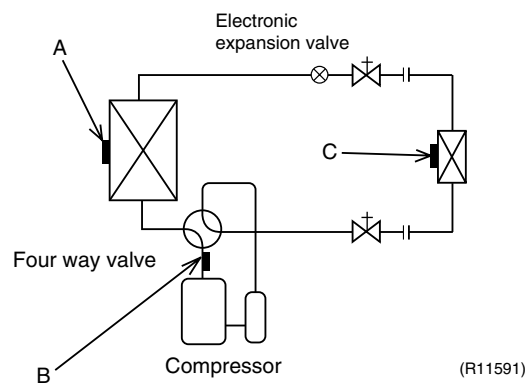 Electronic
expansion valve
A
C
Four way valve
B
Compressor
(R11591)